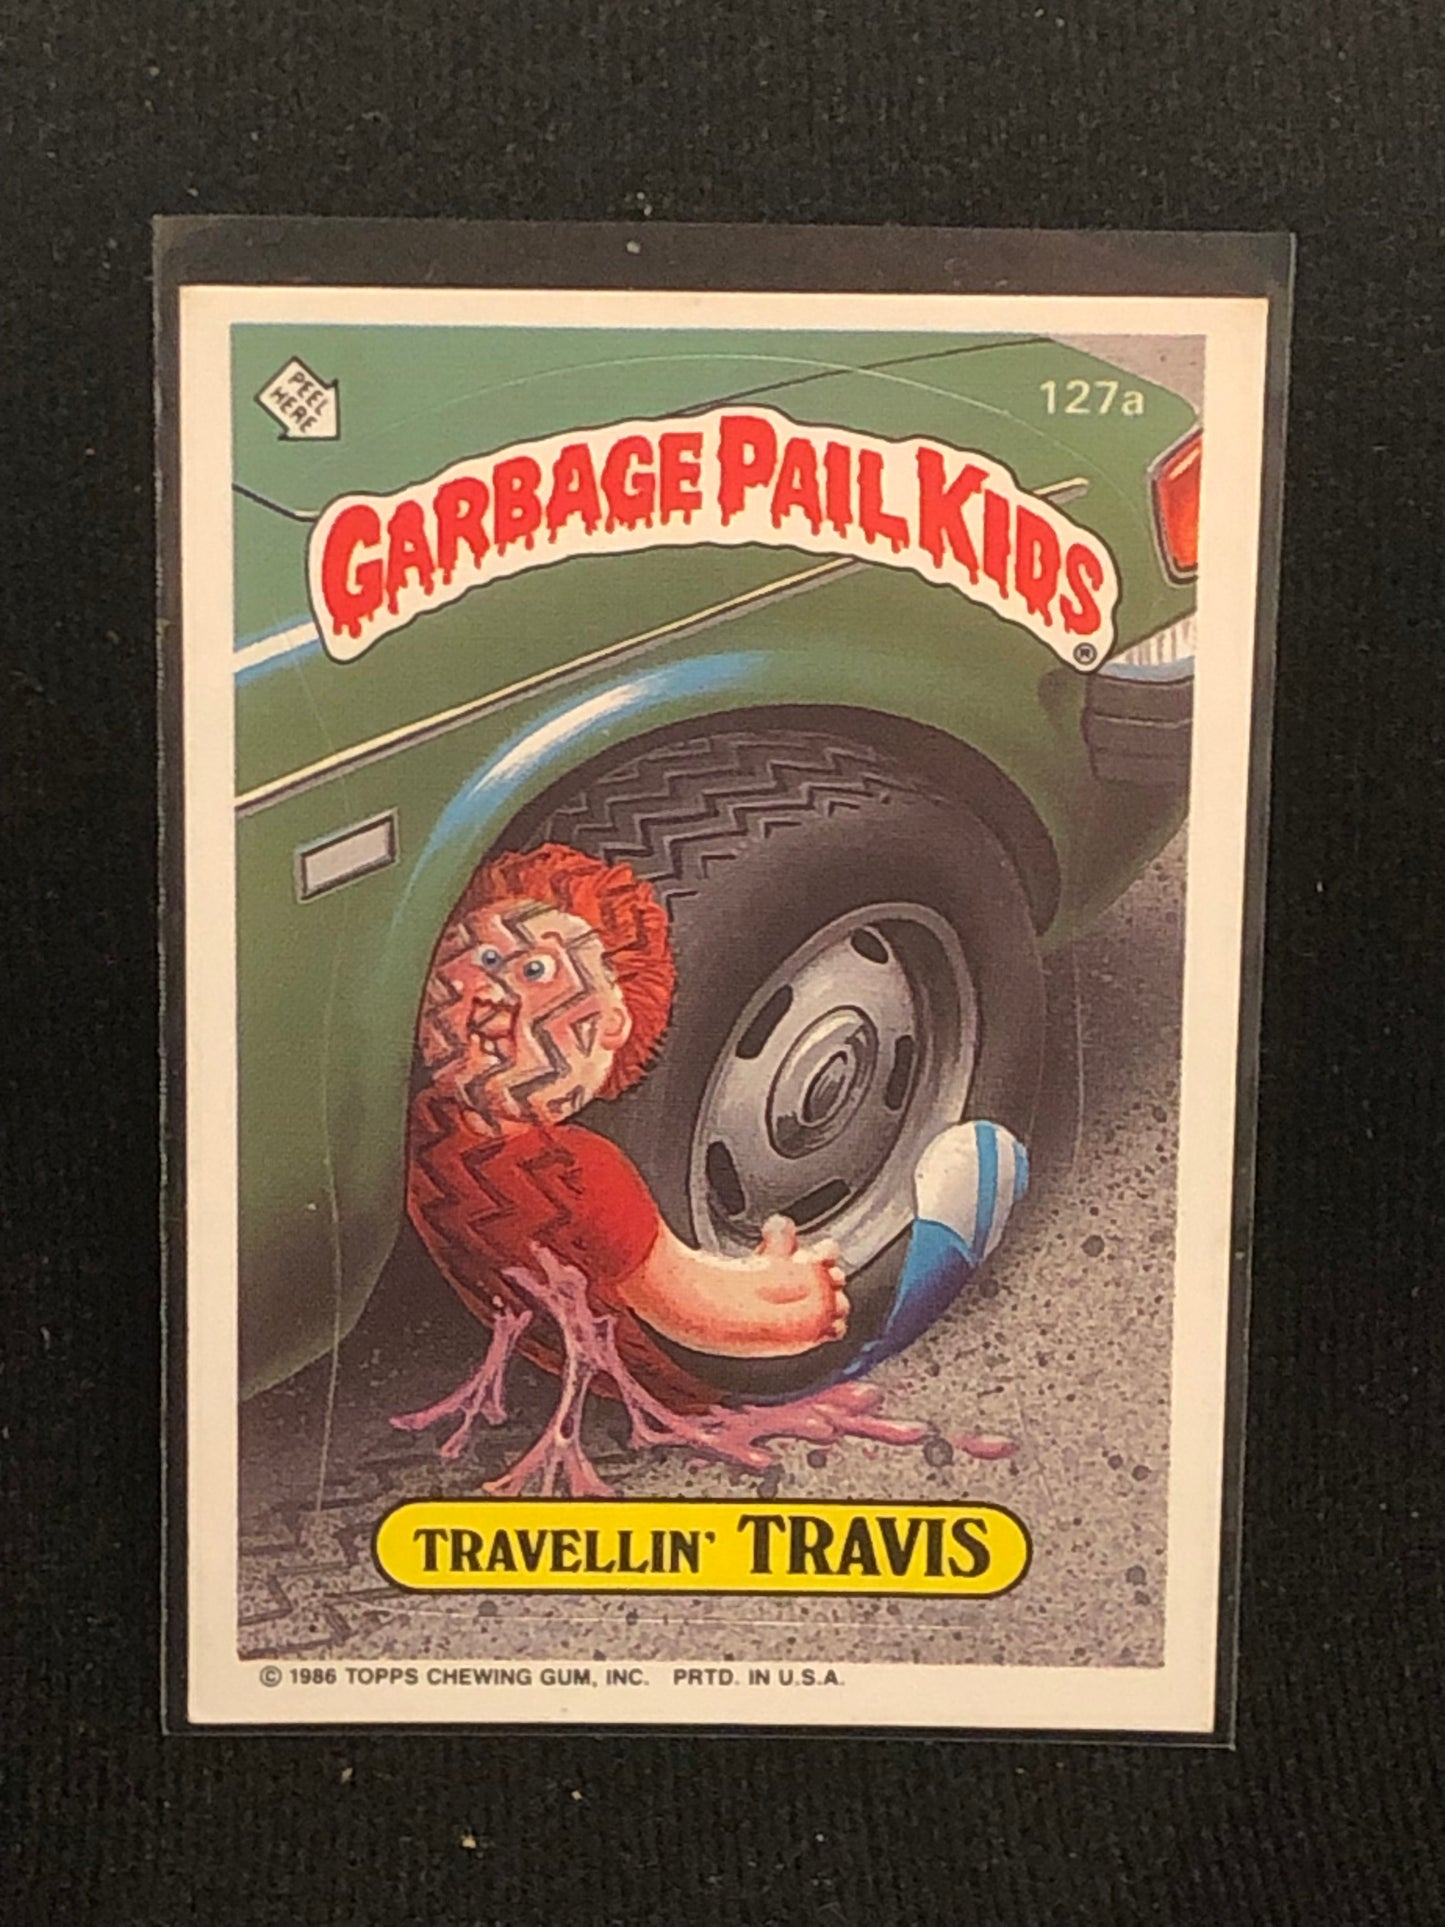 PEEL
HERE
127a
GARBAGE PAIL KIDS
®
TRAVELLIN' TRAVIS
© 1986 TOPPS CHEWING GUM, INC. PRTD. IN U.S.A.